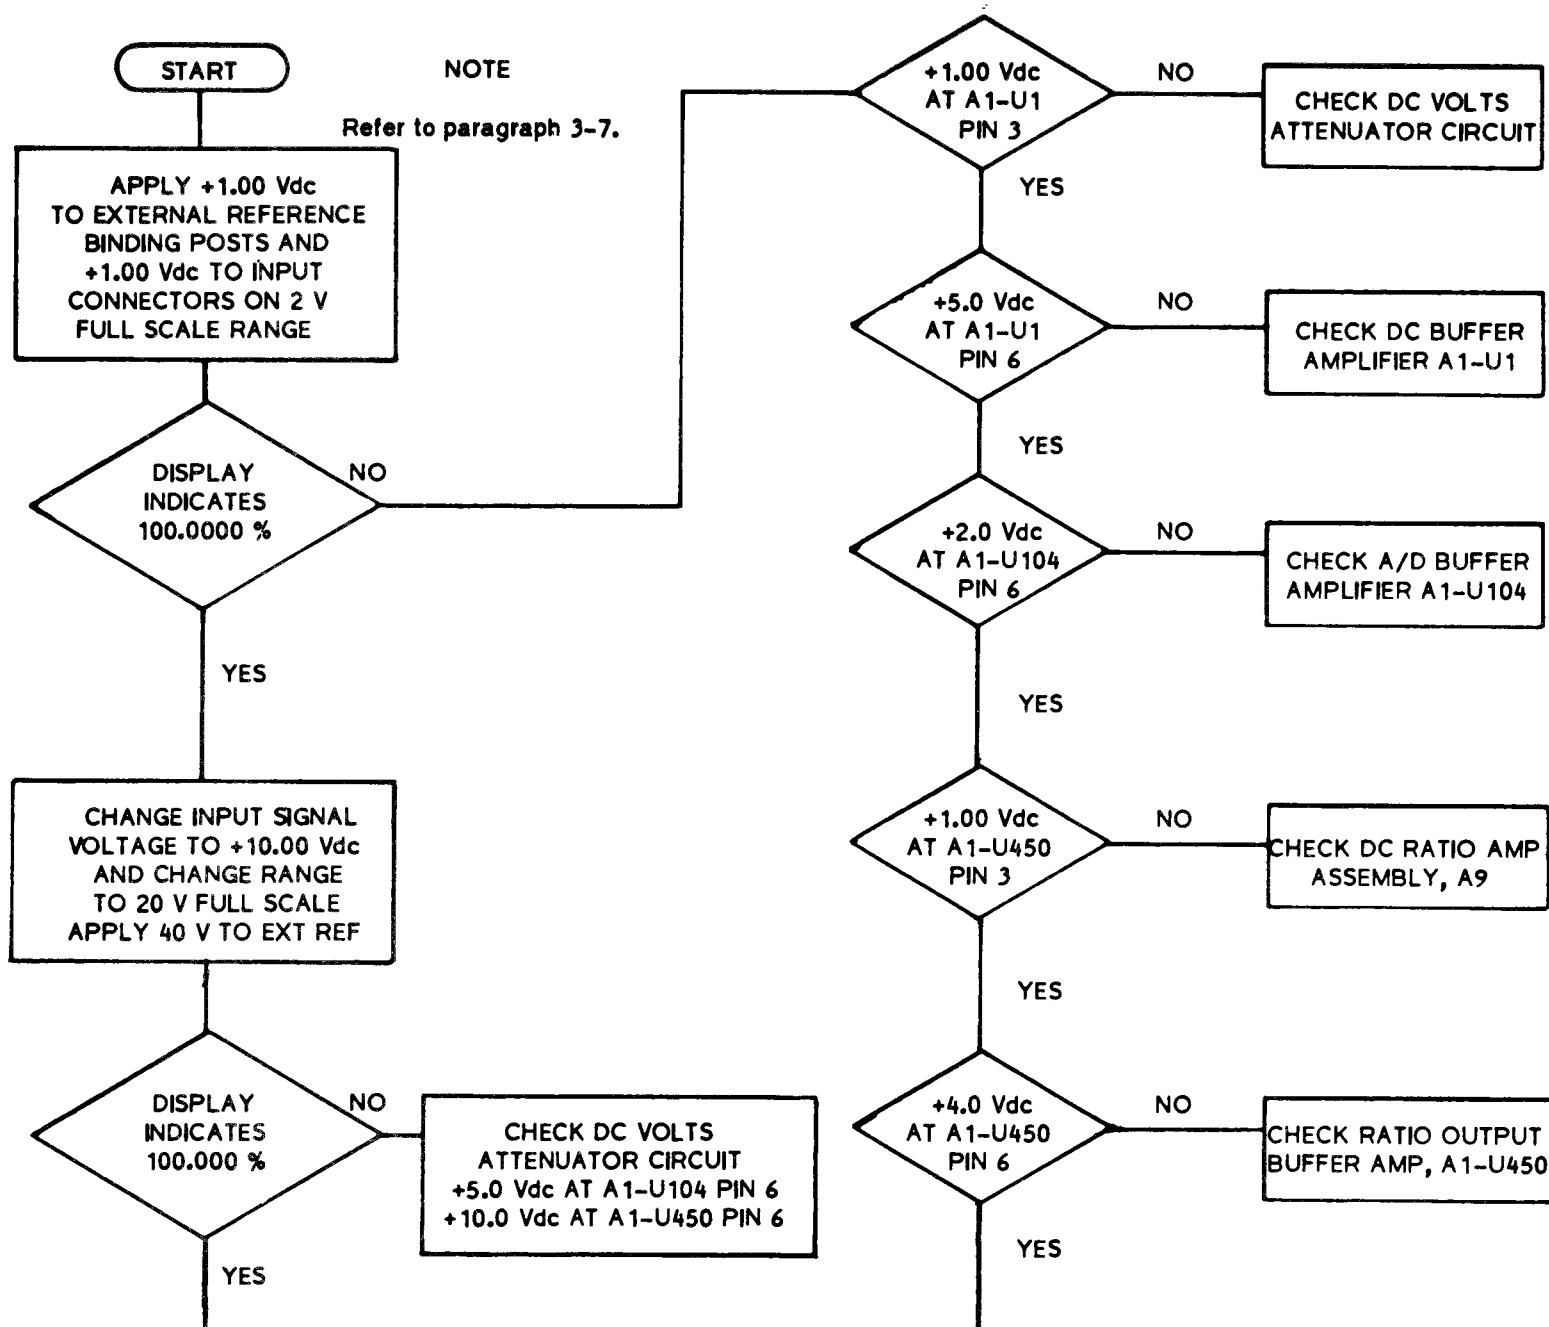 START
NOTE
Refer to paragraph 3-7.
APPLY +1.00 Vdc
TO EXTERNAL REFERENCE
BINDING POSTS AND
+1.00 Vdc TO INPUT
CONNECTORS ON 2 V
FULL SCALE RANGE
DISPLAY
INDICATES
100.0000 %
NO
YES
CHANGE INPUT SIGNAL
VOLTAGE TO +10.00 Vdc
AND CHANGE RANGE
TO 20 V FULL SCALE
APPLY 40 V TO EXT REF
DISPLAY
INDICATES
100.000 %
NO
CHECK DC VOLTS
ATTENUATOR CIRCUIT
+5.0 Vdc AT A1-U104 PIN 6
+10.0 Vdc AT A1-U450 PIN 6
YES
+1.00 Vdc
AT A1-U1
PIN 3
NO
CHECK DC VOLTS
ATTENUATOR CIRCUIT
YES
+5.0 Vdc
AT A1-U1
PIN 6
NO
CHECK DC BUFFER
AMPLIFIER A1-U1
YES
+2.0 Vdc
AT A1-U104
PIN 6
NO
CHECK A/D BUFFER
AMPLIFIER A1-U104
YES
+1.00 Vdc
AT A1-U450
PIN 3
NO
CHECK DC RATIO AMP
ASSEMBLY, A9
YES
+4.0 Vdc
AT A1-U450
PIN 6
NO
CHECK RATIO OUTPUT
BUFFER AMP, A1-U450
YES